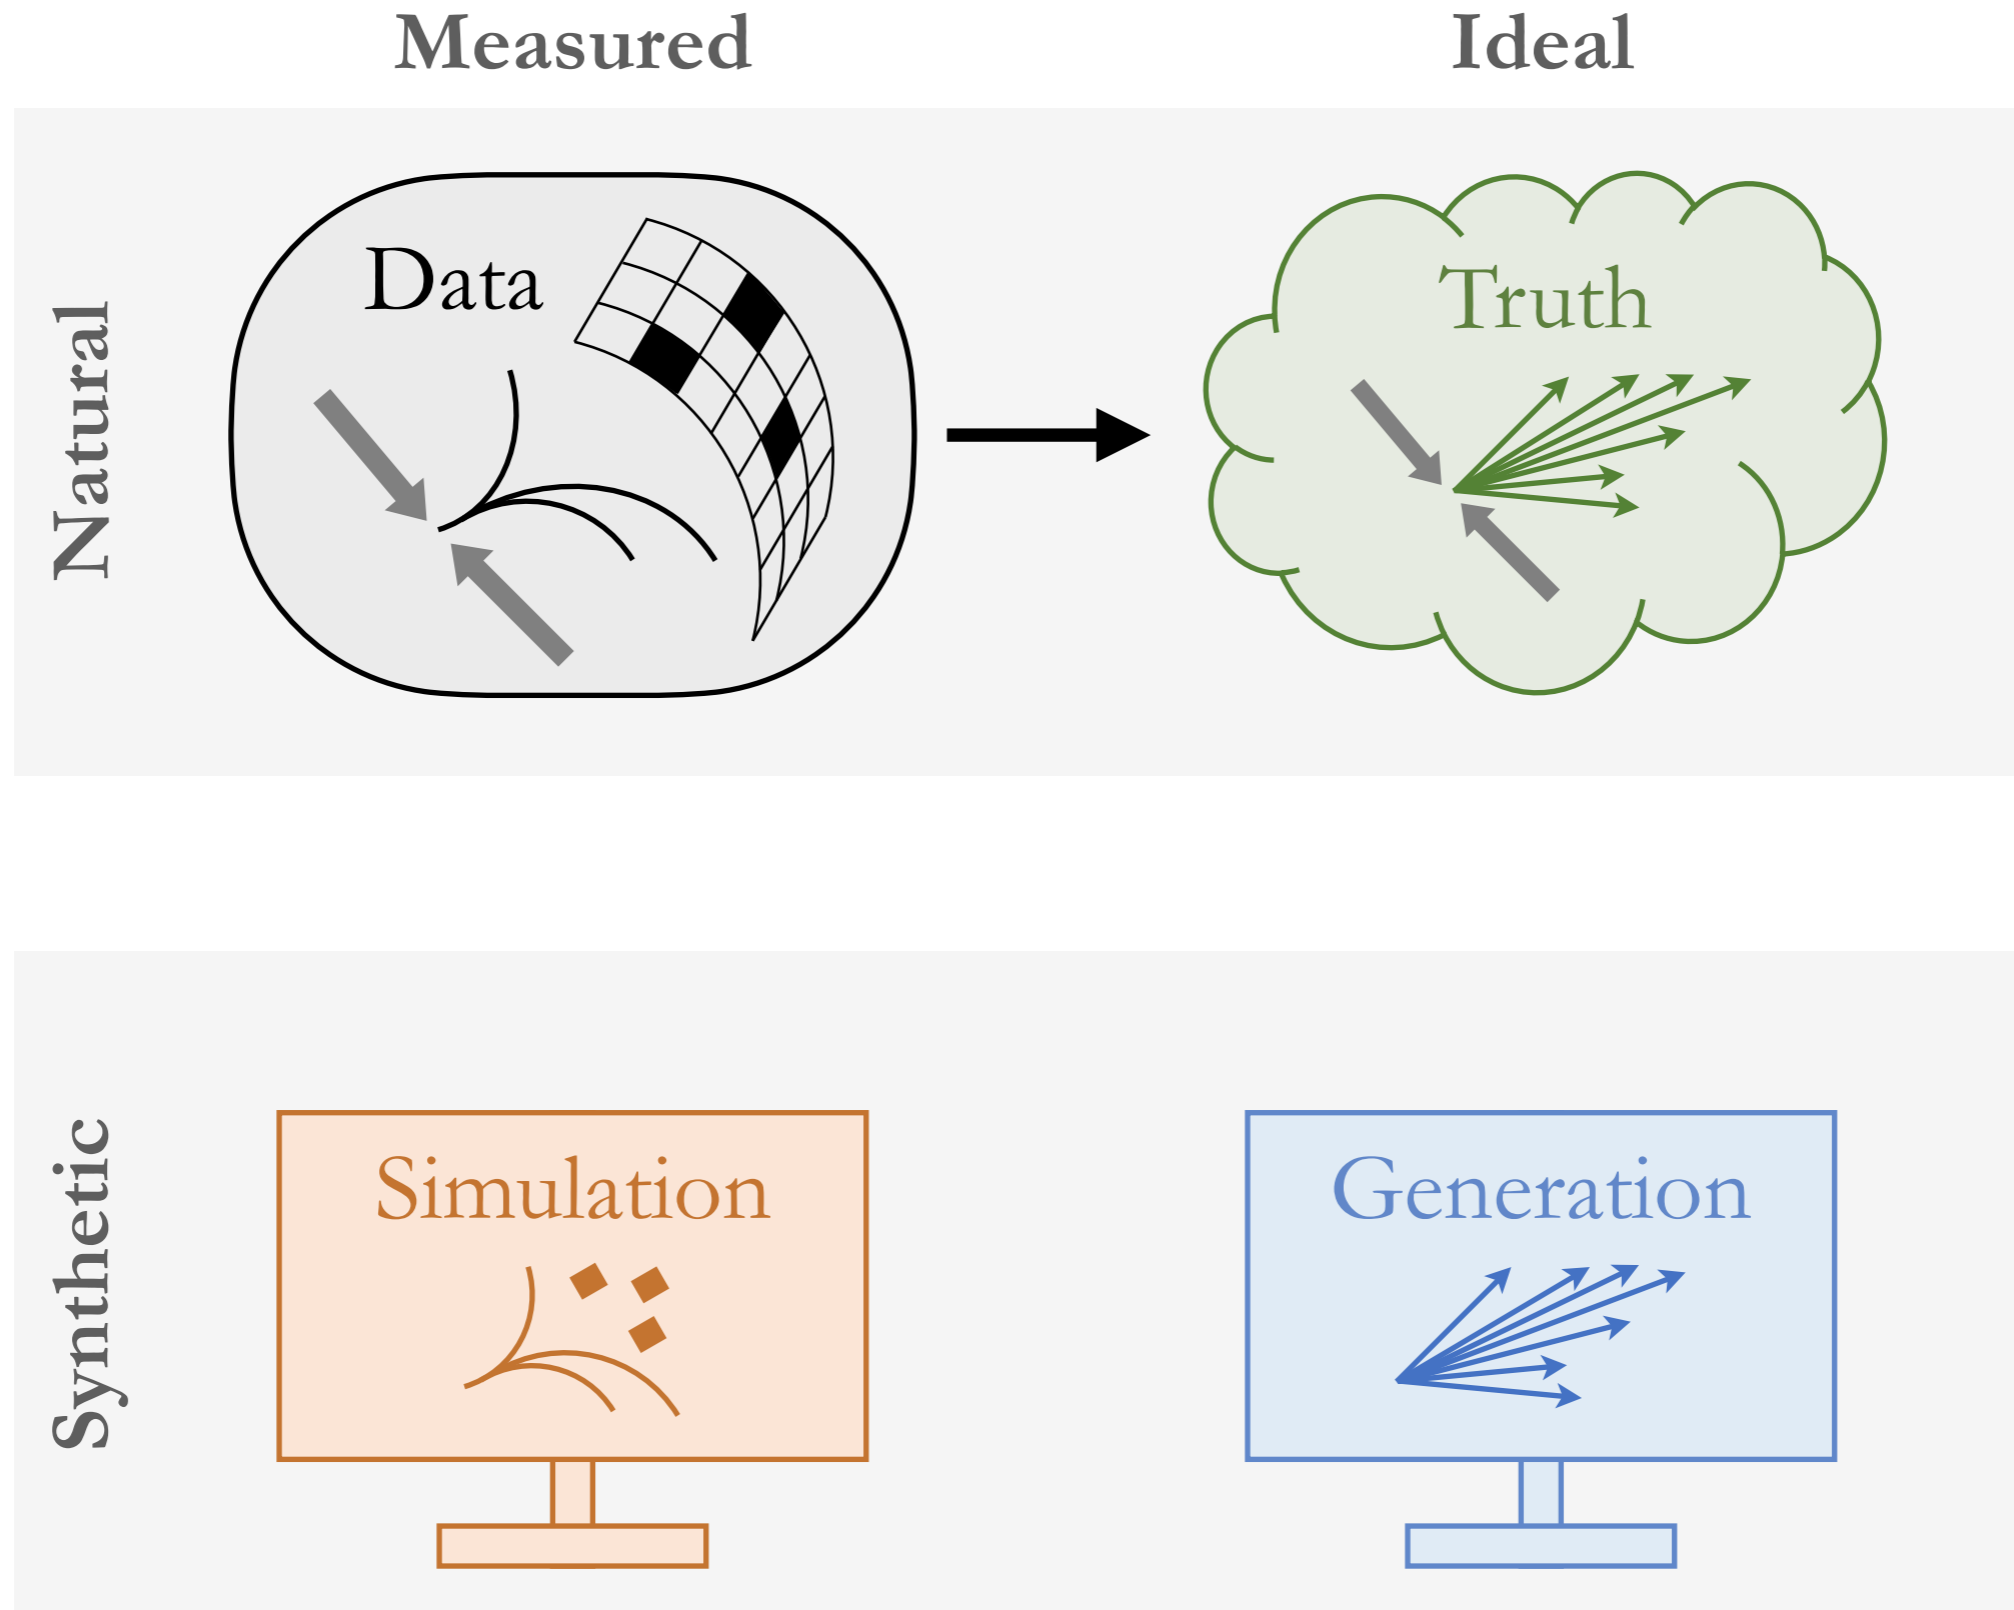 Measured
Ideal
Natural
Data
Truth
Synthetic
Simulation
Generation